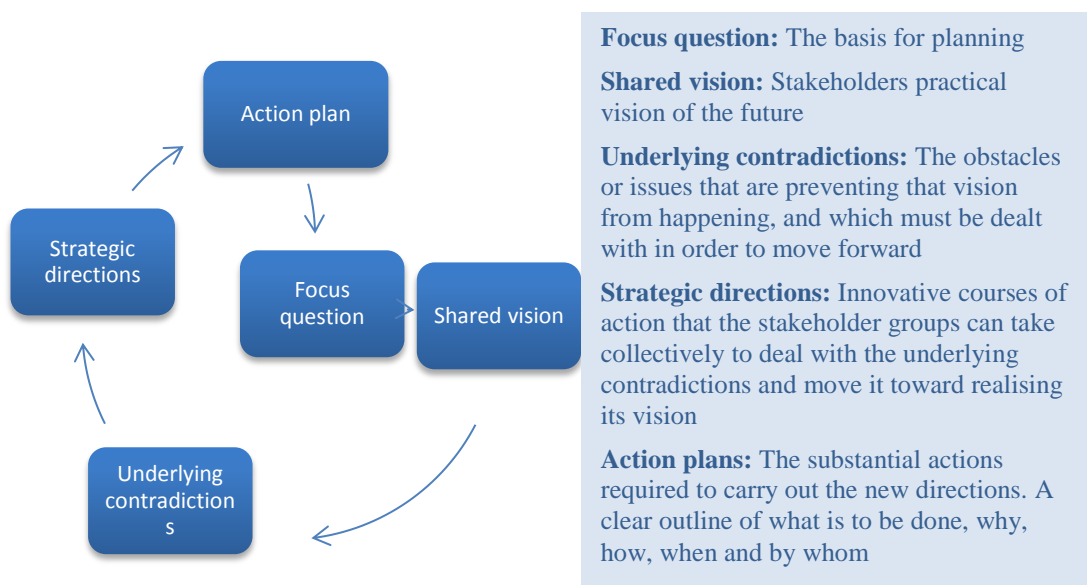 Action plan
Strategic
directions
Focus
question
Shared vision
Underlying
contradiction
s
Focus question: The basis for planning
Shared vision: Stakeholders practical
vision of the future
Underlying contradictions: The obstacles
or issues that are preventing that vision
from happening, and which must be dealt
with in order to move forward
Strategic directions: Innovative courses of
action that the stakeholder groups can take
collectively to deal with the underlying
contradictions and move it toward realising
its vision
Action plans: The substantial actions
required to carry out the new directions. A
clear outline of what is to be done, why,
how, when and by whom